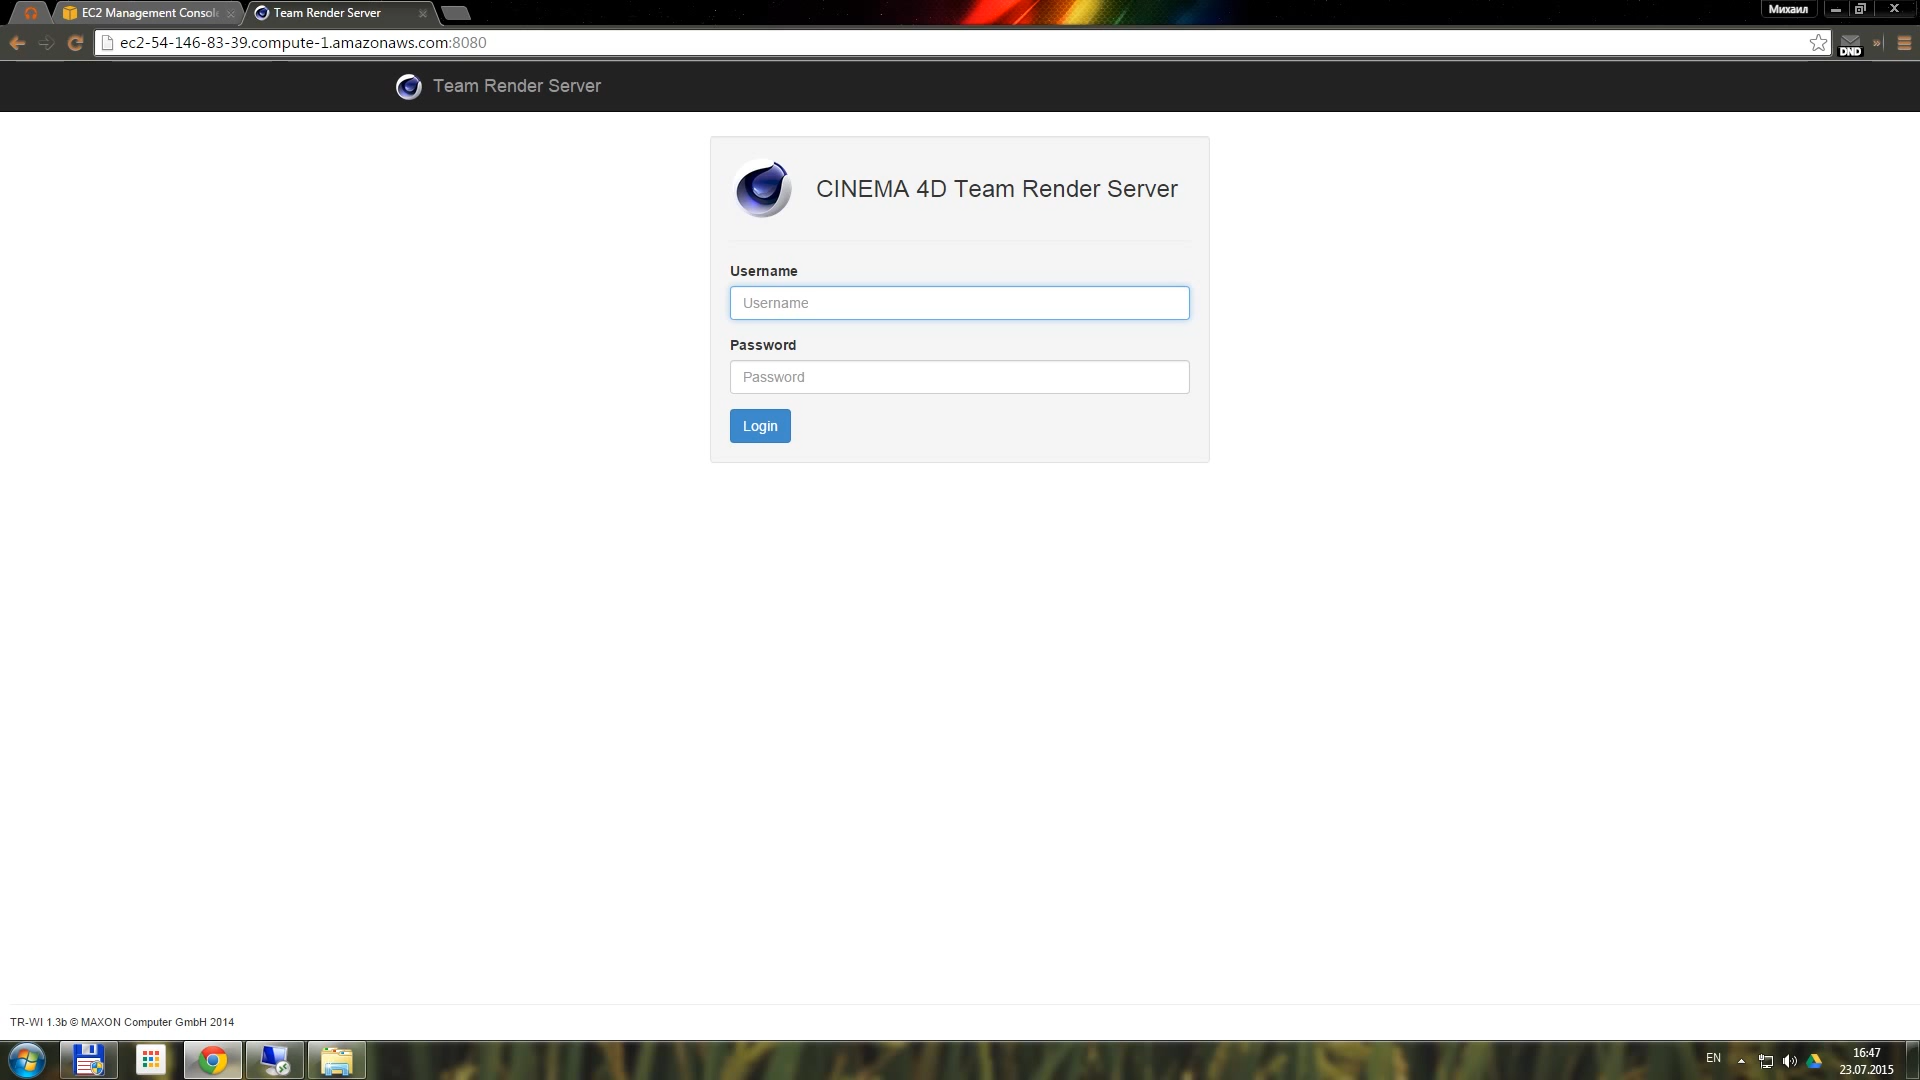 EC2 Management Consol
Team Render Server
Михаил
ec2-54-146-83-39.compute-1.amazonaws.com:8080
DND
Team Render Server
CINEMA 4D Team Render Server
Username
Username
Password
Password
Login
TR-WI 1.3b © MAXON Computer GmbH 2014
EN
16:47
23.07.2015